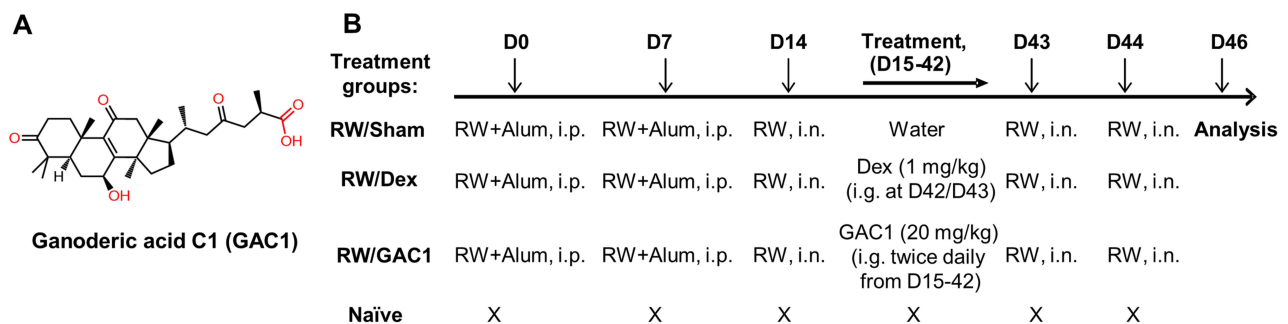 A
O
O
O
O
OH
H
OH
Ganoderic acid C1 (GAC1)
B
Treatment
groups:
D0
D7
D14
Treatment,
(D15-42)
D43
D44
D46
RW/Sham
RW+Alum, i.p.
RW+Alum, i.p.
RW, i.n.
Water
RW, i.n.
RW, i.n.
Analysis
RW/Dex
RW+Alum, i.p.
RW+Alum, i.p.
RW, i.n.
Dex (1 mg/kg)
(i.g. at D42/D43)
RW, i.n.
RW, i.n.
RW/GAC1
RW+Alum, i.p.
RW+Alum, i.p.
RW, i.n.
GAC1 (20 mg/kg)
(i.g. twice daily
from D15-42)
RW, i.n.
RW, i.n.
Naïve
X
X
X
X
X
X